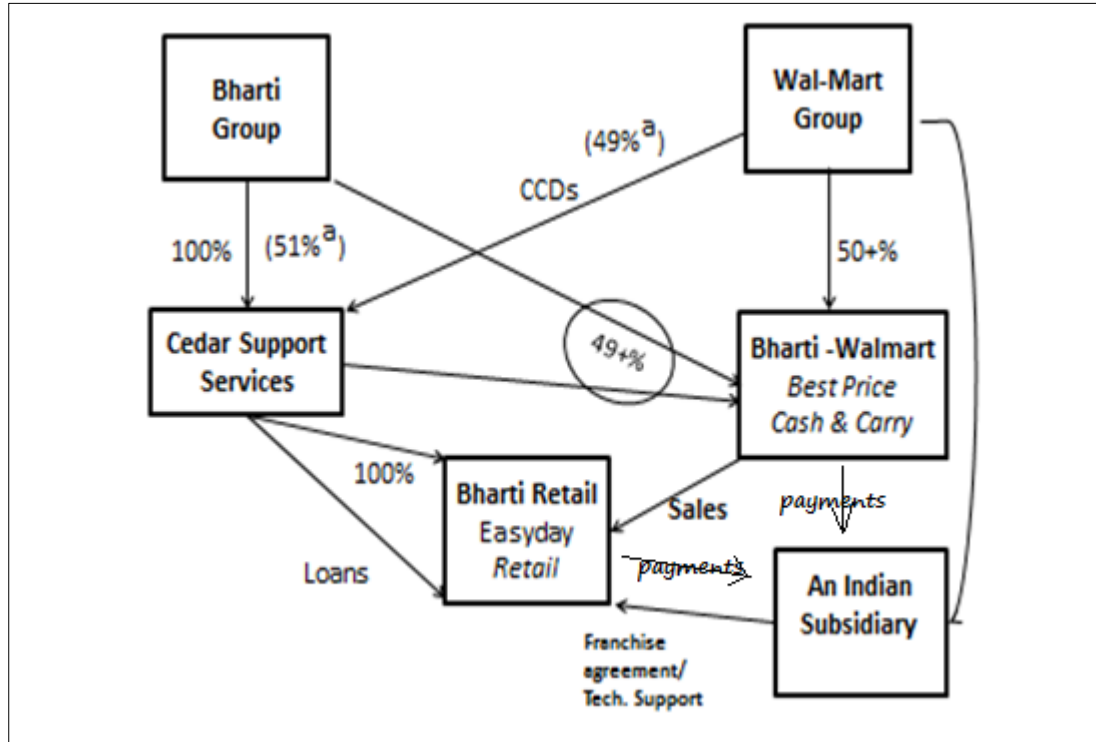 Bharti
Group
Wal-Mart
Group
(49%a)
CCDs
100%
(51%a)
50+%
Cedar Support
Services
49+%
Bharti -Walmart
Best Price
Cash & Carry
100%
Bharti Retail
Easyday
Retail
Sales
payments
Loans
payments
An Indian
Subsidiary
Franchise
agreement/
Tech. Support